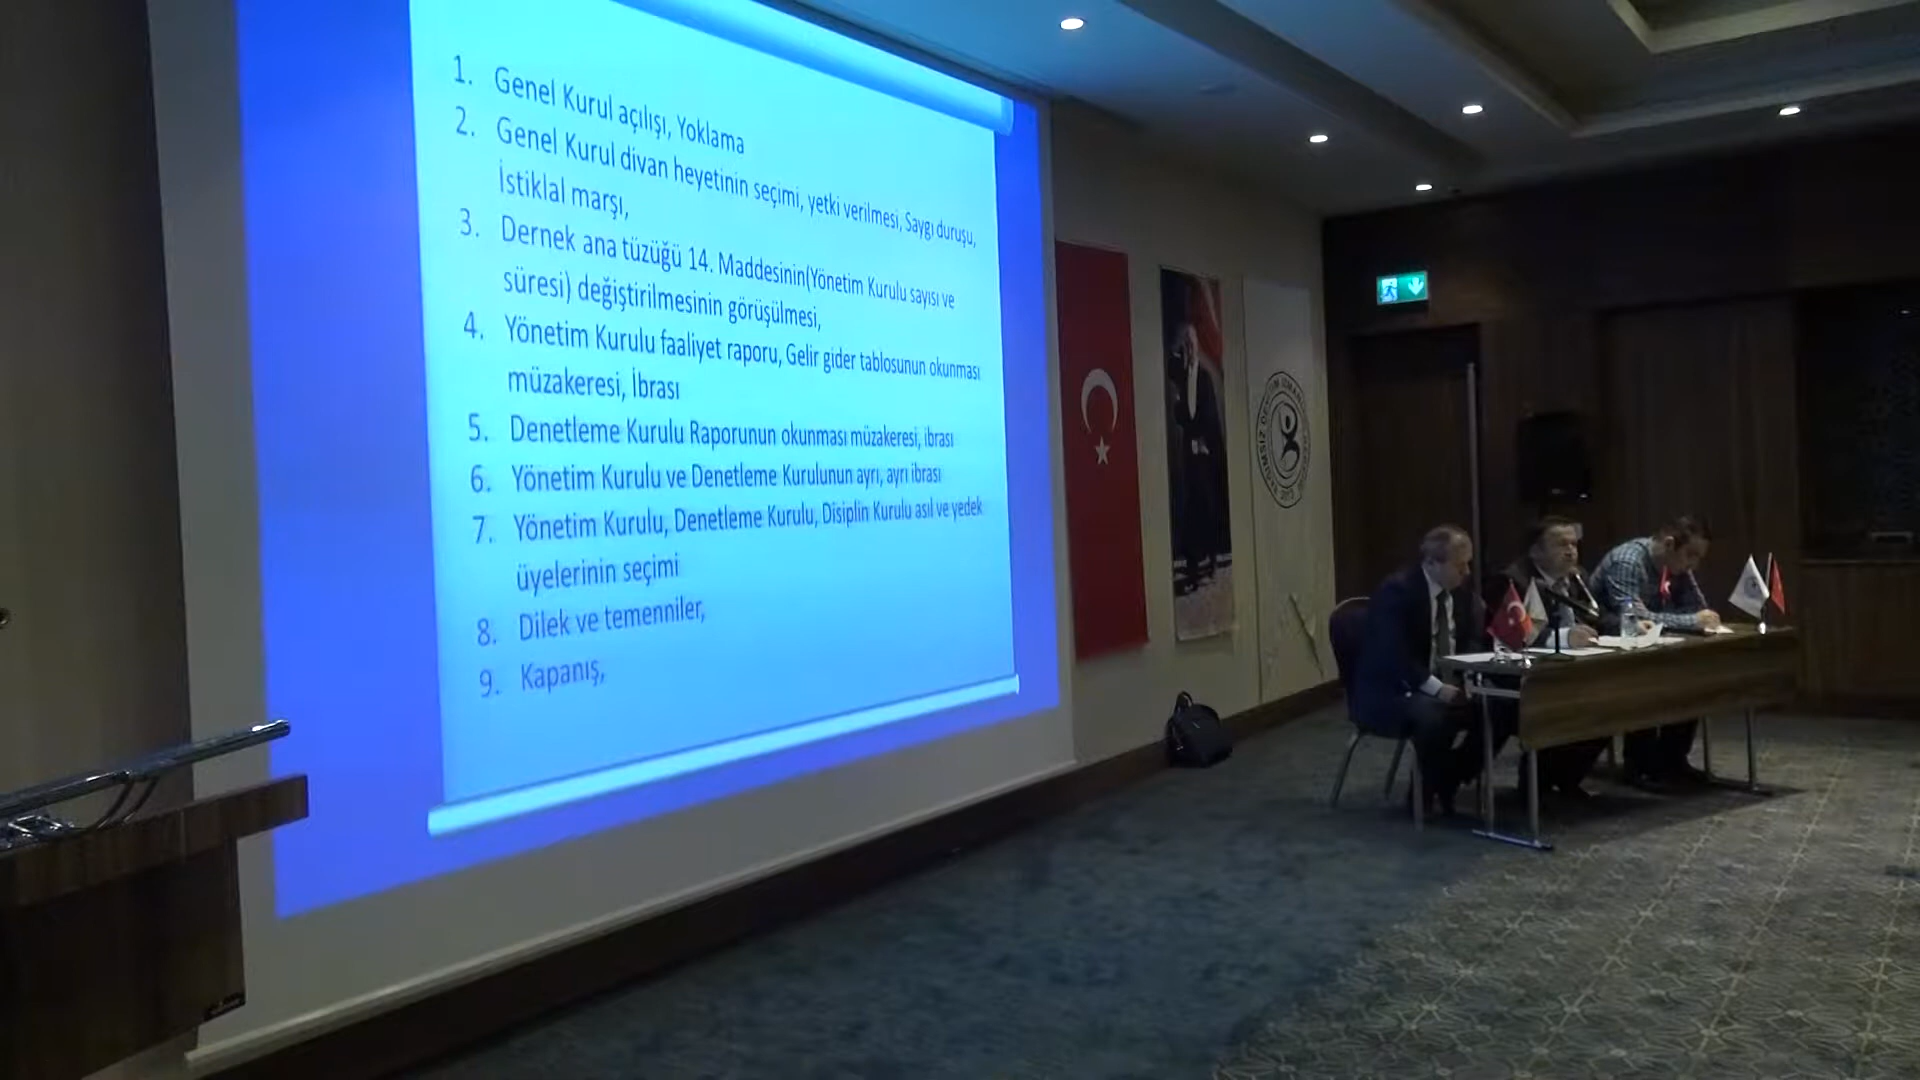 1. Genel Kurul açılışı, Yoklama
2. Genel Kurul divan heyetinin seçimi, yetki verilmesi, Saygı duruşu,
İstiklal marşı,
3. Dernek ana tüzüğü 14. Maddesinin(Yönetim Kurulu sayısı ve
süresi) değiştirilmesinin görüşülmesi,
4. Yönetim Kurulu faaliyet raporu, Gelir gider tablosunun okunması
müzakeresi, İbrası
5. Denetleme Kurulu Raporunun okunması müzakeresi, ibrası
6. Yönetim Kurulu ve Denetleme Kurulunun ayrı, ayrı ibrası
7. Yönetim Kurulu, Denetleme Kurulu, Disiplin Kurulu asıl ve yedek
üyelerinin seçimi
8. Dilek ve temenniler,
9. Kapanış,